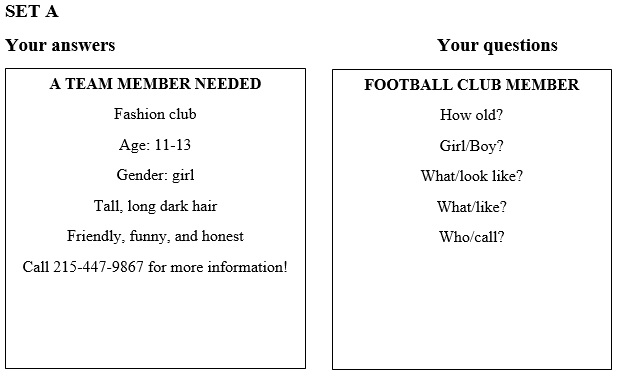 SET A
Your answers
Your questions
A TEAM MEMBER NEEDED
Fashion club
Age: 11-13
Gender: girl
Tall, long dark hair
Friendly, funny, and honest
Call 215-447-9867 for more information!
FOOTBALL CLUB MEMBER
How old?
Girl/Boy?
What/look like?
What/like?
Who/call?